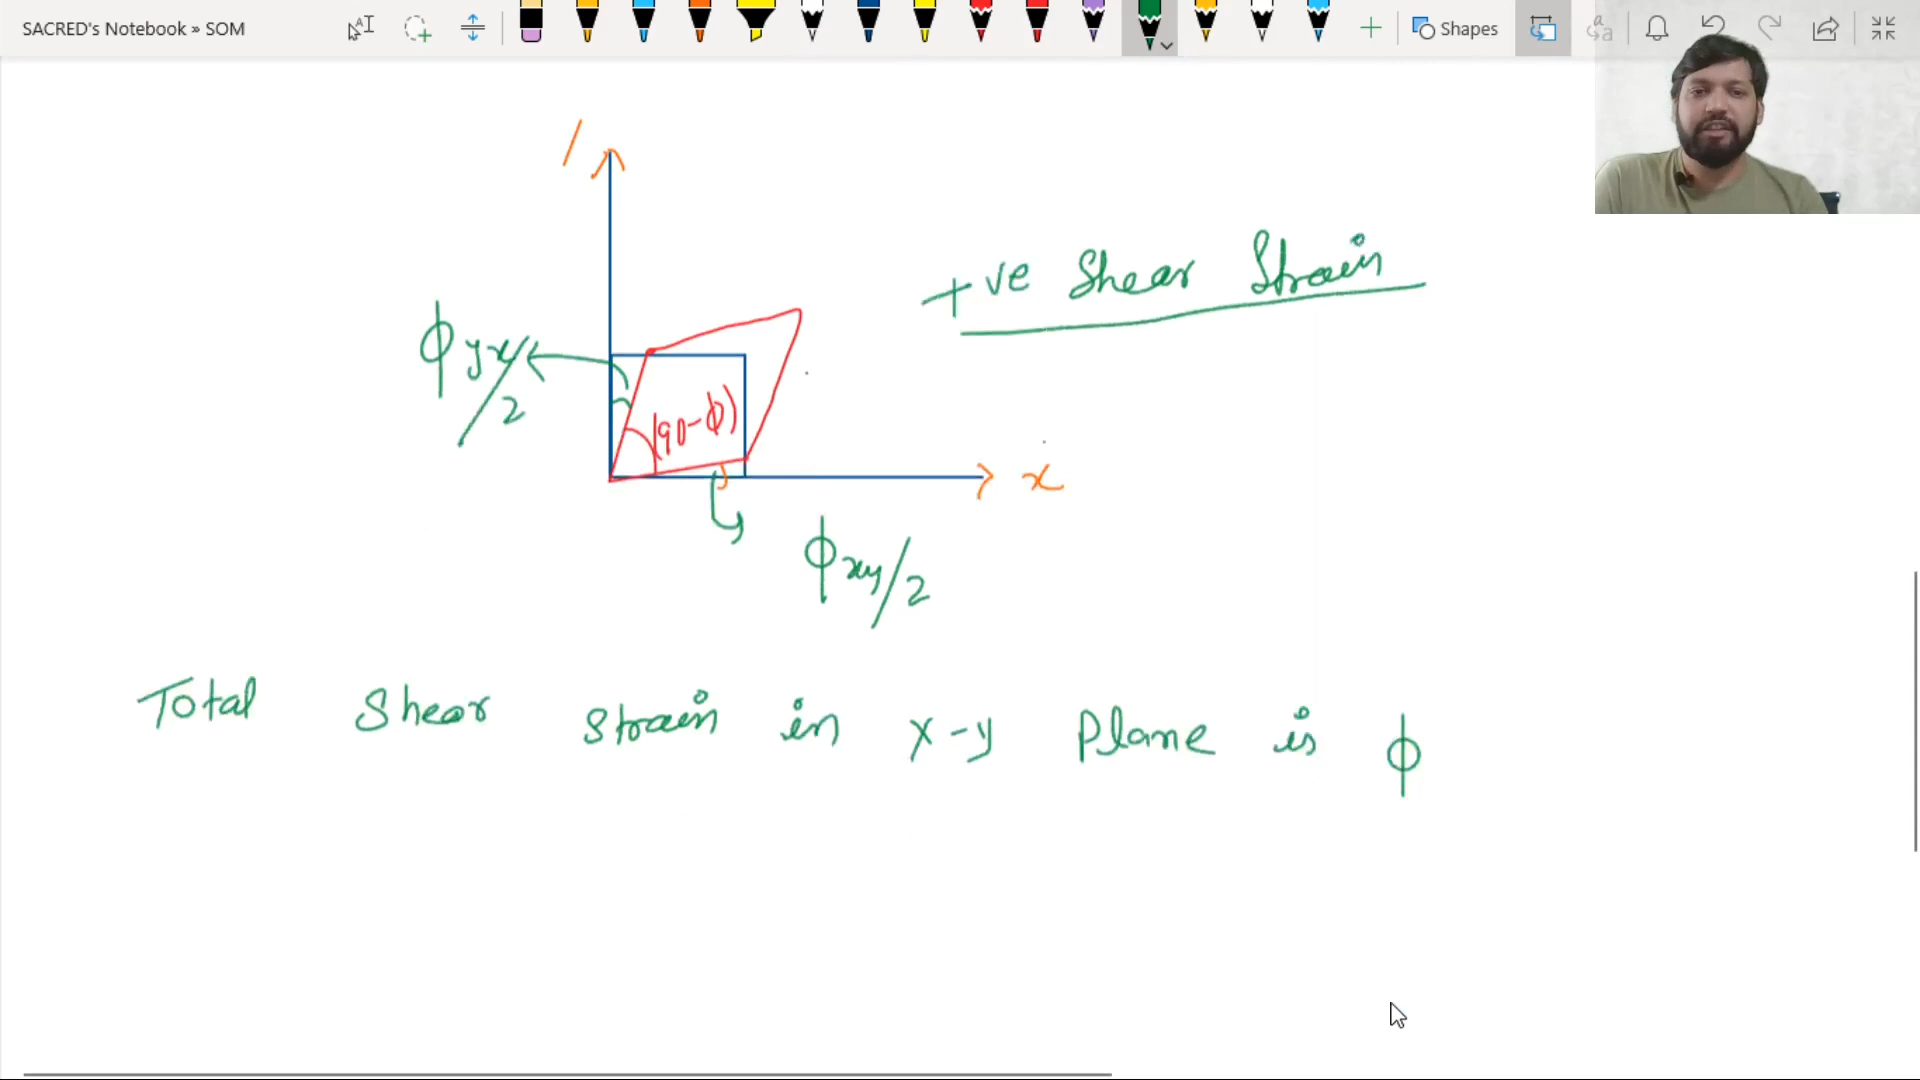 SACRED's Notebook » SOM
Shapes
+ve Shear Strain
ϕyx/2
(90-ϕ)
x
ϕxy/2
Total Shear Strain in x-y Plane is ϕ